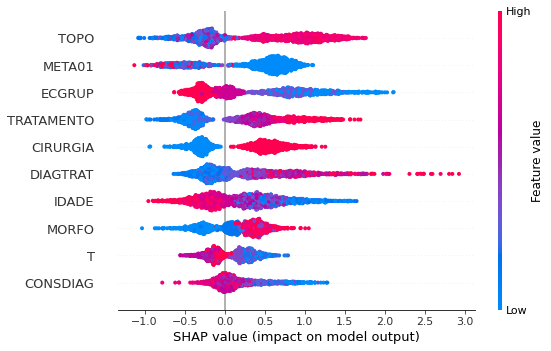 High
TOPO
META01
ECGRUP
TRATAMENTO
CIRURGIA
DIAGTRAT
IDADE
MORFO
T
CONSDIAG
Feature value
Low
−1.0 −0.5 0.0 0.5 1.0 1.5 2.0 2.5 3.0
SHAP value (impact on model output)